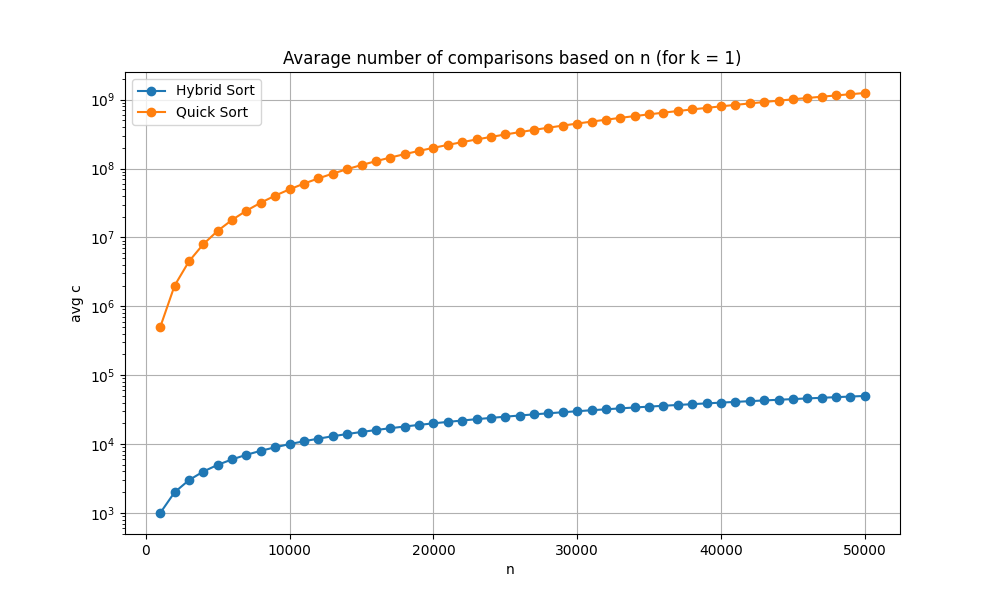 Avarage number of comparisons based on n (for k = 1)
Hybrid Sort
Quick Sort
avg c
10⁹
10⁸
10⁷
10⁶
10⁵
10⁴
10³
0 10000 20000 30000 40000 50000
n